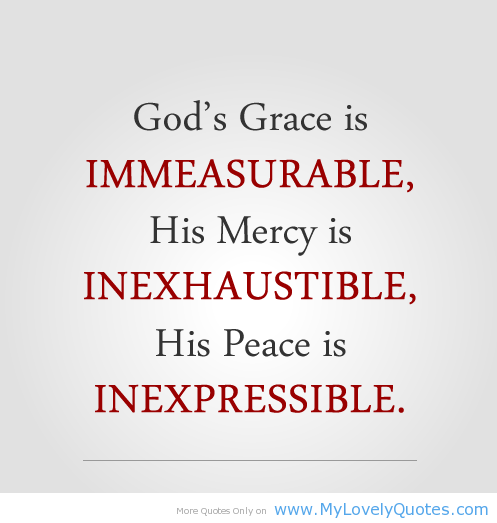 God's Grace is
IMMEASURABLE,
His Mercy is
INEXHAUSTIBLE,
His Peace is
INEXPRESSIBLE.
More Quotes Only on www.MyLovelyQuotes.com